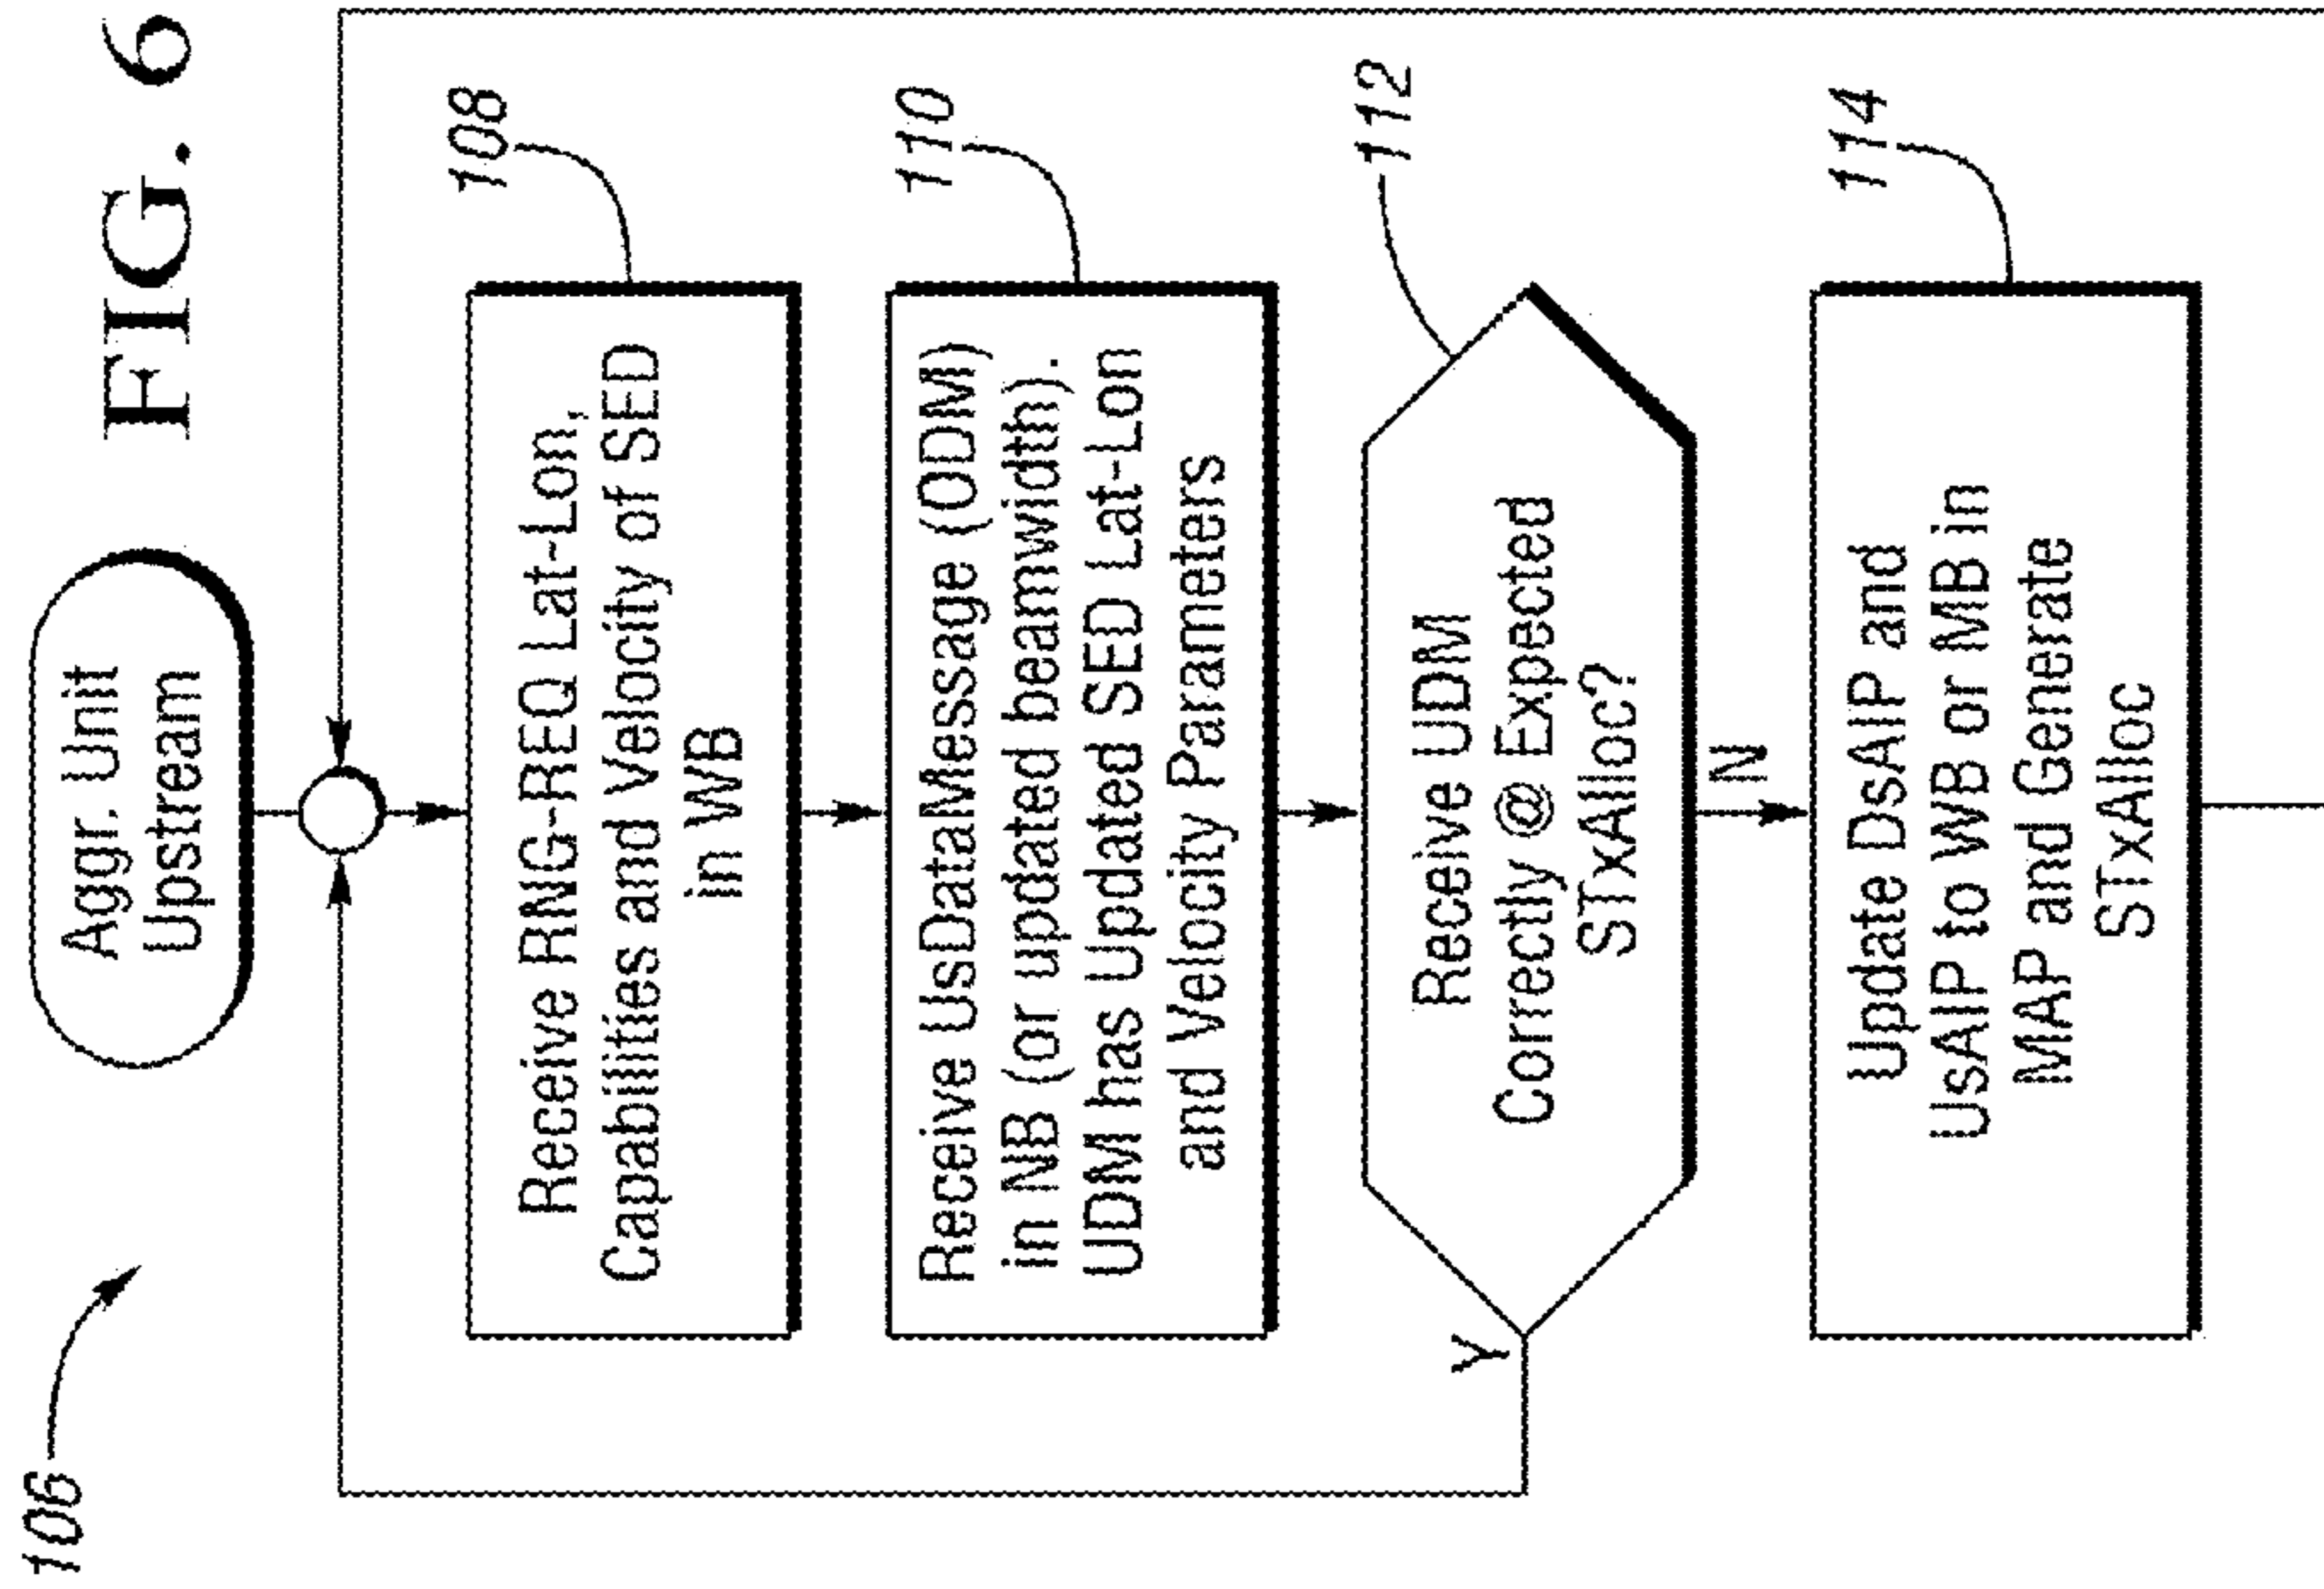 FIG. 6
106
Aggr. Unit
Upstream
108
Receive RNG-REQ Lat-Lon,
Capabilities and Velocity of SED
in WB
110
Receive UsDataMessage (ODM)
in NB (or updated beamwidth).
UDM has Updated SED Lat-Lon
and Velocity Parameters
112
Receive UDM
Correctly @ Expected
STxAlloc?
Y
N
114
Update DsAIP and
UsAIP to WB or MB in
MAP and Generate
STxAlloc